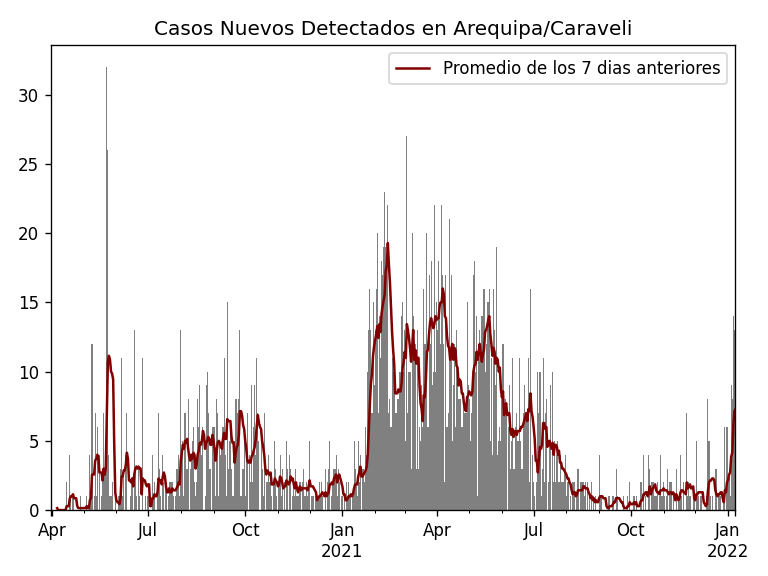 Casos Nuevos Detectados en Arequipa/Caraveli
Promedio de los 7 dias anteriores
30
25
20
15
10
5
0
Apr Jul Oct Jan Apr Jul Oct Jan
2021 2022